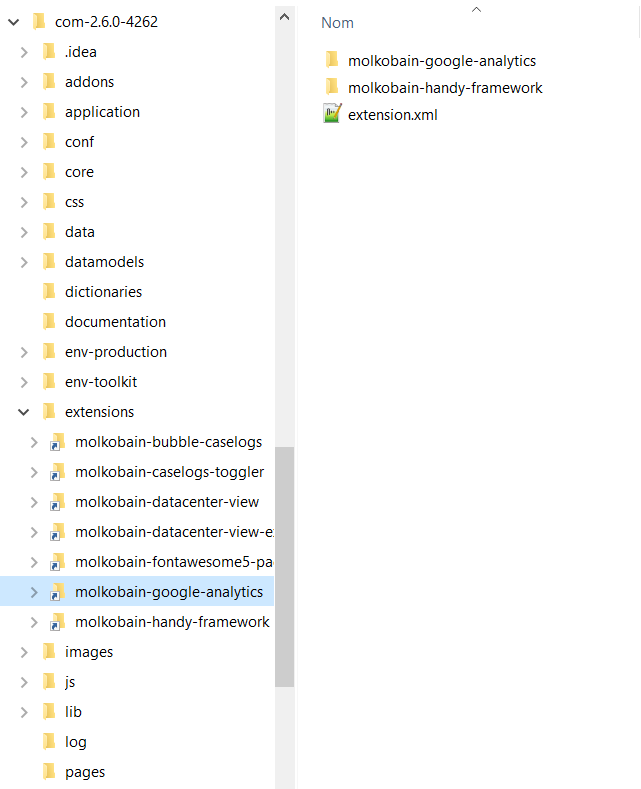 com-2.6.0-4262
.idea
addons
application
conf
core
css
data
datamodels
dictionaries
documentation
env-production
env-toolkit
extensions
molkobain-bubble-caselogs
molkobain-caselogs-toggler
molkobain-datacenter-view
molkobain-datacenter-view-e
molkobain-fontawesome5-pa
molkobain-google-analytics
molkobain-handy-framework
images
js
lib
log
pages
Nom
molkobain-google-analytics
molkobain-handy-framework
extension.xml